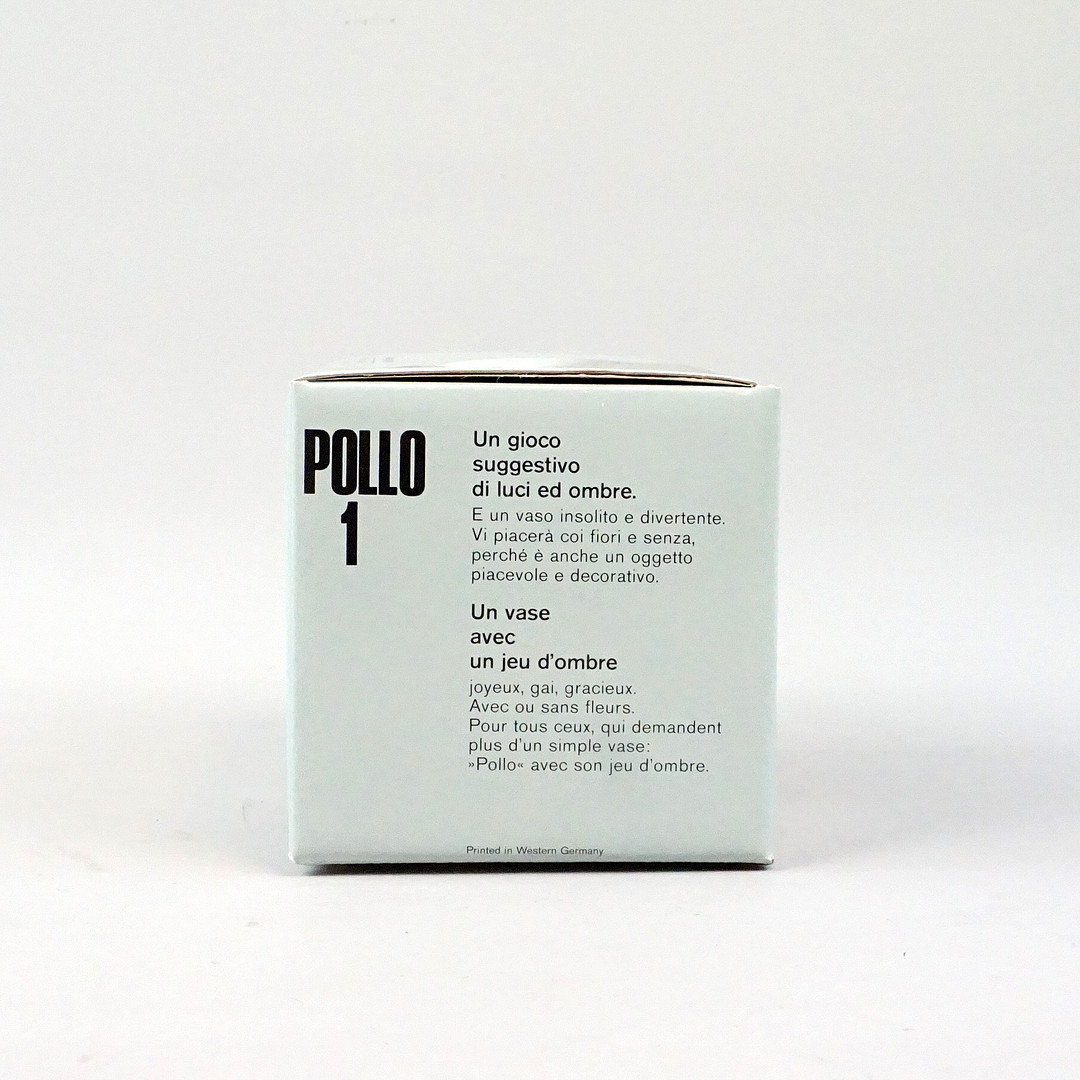 POLLO
1
Un gioco
suggestivo
di luci ed ombre.
E un vaso insolito e divertente.
Vi piacerà coi fiori e senza,
perché è anche un oggetto
piacevole e decorativo.
Un vase
avec
un jeu d'ombre
joyeux, gai, gracieux.
Avec ou sans fleurs.
Pour tous ceux, qui demandent
plus d'un simple vase:
»Pollo« avec son jeu d'ombre.
Printed in Western Germany